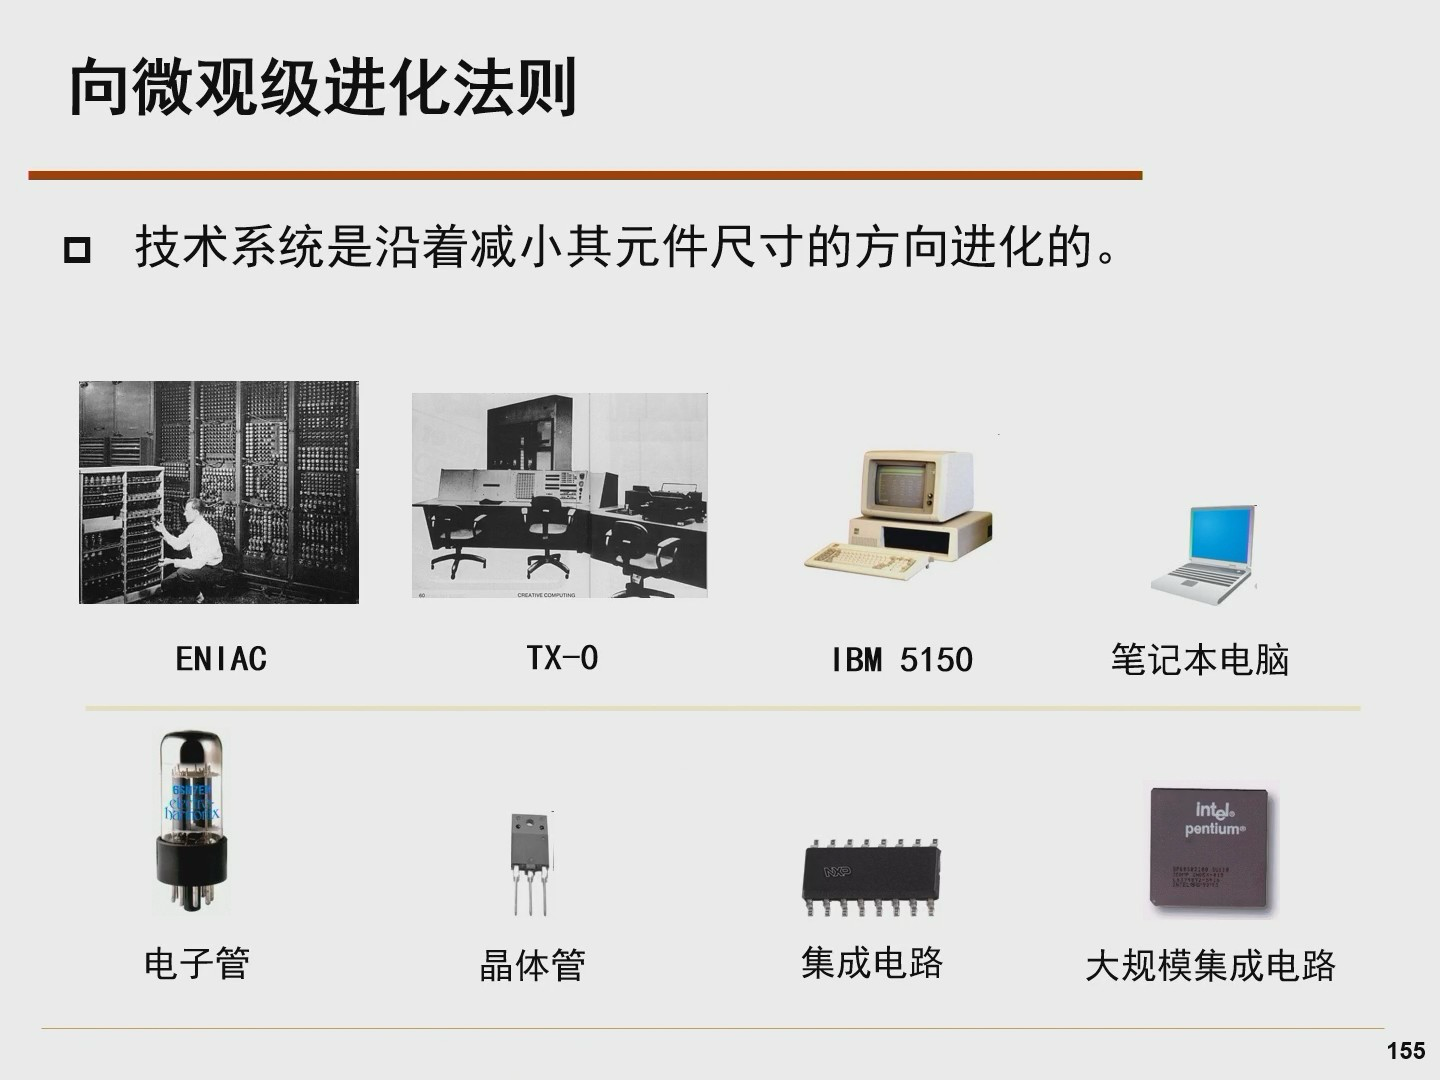 向微观级进化法则
技术系统是沿着减小其元件尺寸的方向进化的。
60
CREATIVE COMPUTING
ENIAC
TX-0
IBM 5150
笔记本电脑
electro-
harmonix
NXP
intel®
pentium®
电子管
晶体管
集成电路
大规模集成电路
155